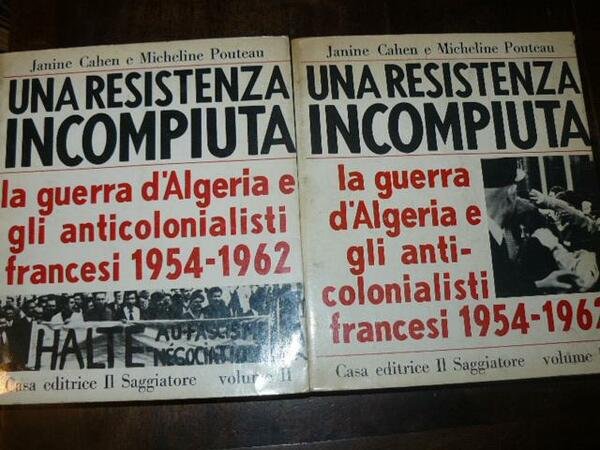 Janine Cahen e Micheline Pouteau
UNA RESISTENZA
INCOMPIUTA
la guerra d'Algeria e
gli anticolonialisti
francesi 1954-1962
HALTE AU FASCISME
NÉGOCIATION
Casa editrice Il Saggiatore volume II
Janine Cahen e Micheline Pouteau
UNA RESISTENZA
INCOMPIUTA
la guerra
d'Algeria e
gli anti-
colonialisti
francesi 1954-1962
Casa editrice Il Saggiatore volume